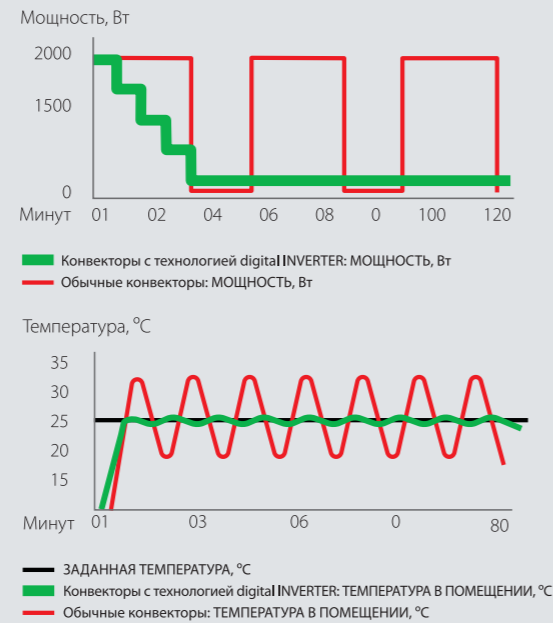 Мощность, Вт
2000
1500
0
Минут 01 02 04 06 08 0 100 120
Конвекторы с технологией digital INVERTER: МОЩНОСТЬ, Вт
Обычные конвекторы: МОЩНОСТЬ, Вт
Температура, °C
35
30
25
20
15
Минут 01 03 06 0 80
ЗАДАННАЯ ТЕМПЕРАТУРА, °C
Конвекторы с технологией digital INVERTER: ТЕМПЕРАТУРА В ПОМЕЩЕНИИ, °C
Обычные конвекторы: ТЕМПЕРАТУРА В ПОМЕЩЕНИИ, °C